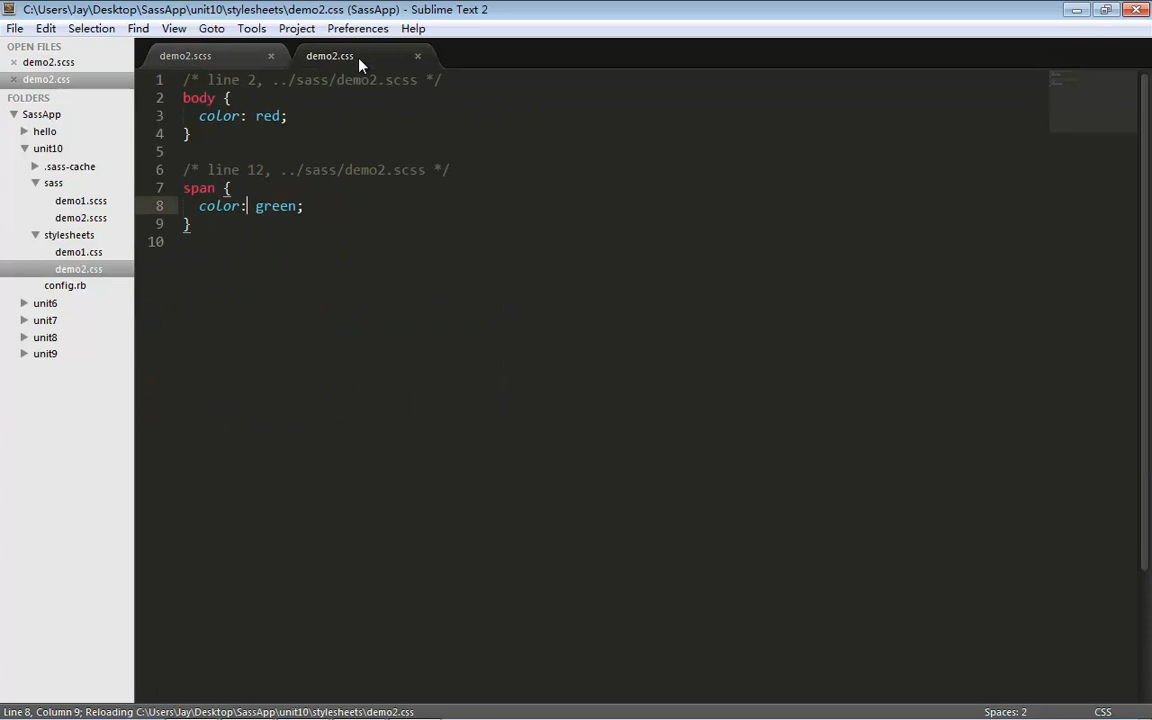 C:\Users\Jay\Desktop\SassApp\unit10\stylesheets\demo2.css (SassApp) - Sublime Text 2
File Edit Selection Find View Goto Tools Project Preferences Help
OPEN FILES
demo2.scss
demo2.css
FOLDERS
SassApp
hello
unit10
.sass-cache
sass
demo1.scss
demo2.scss
stylesheets
demo1.css
demo2.css
config.rb
unit6
unit7
unit8
unit9
demo2.scss demo2.css
1 /* line 2, ../sass/demo2.scss */
2 body {
3 color: red;
4 }
5
6 /* line 12, ../sass/demo2.scss */
7 span {
8 color: green;
9 }
10
Line 8, Column 9; Reloading C:\Users\Jay\Desktop\SassApp\unit10\stylesheets\demo2.css Spaces: 2 CSS